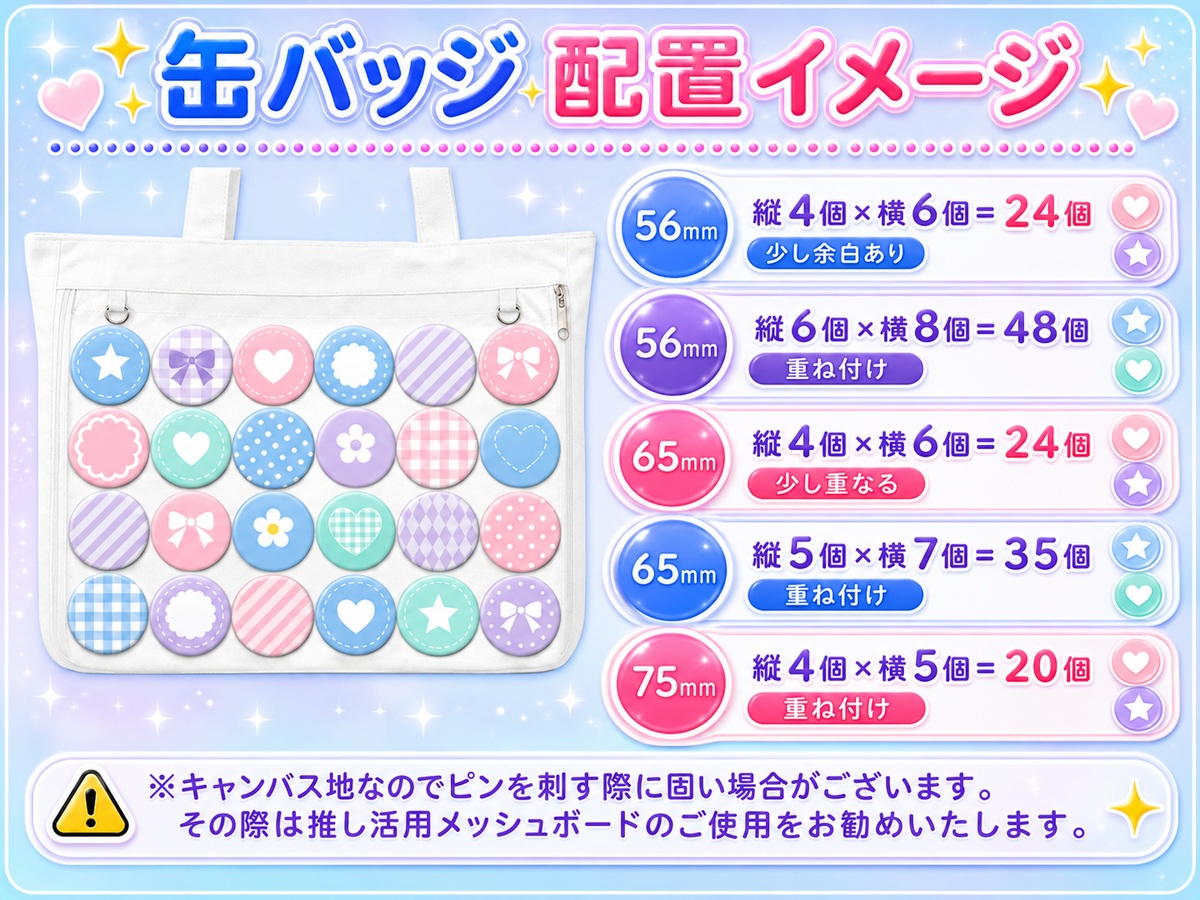 缶バッジ配置イメージ
56mm
縦4個×横6個=24個
少し余白あり
56mm
縦6個×横8個=48個
重ね付け
65mm
縦4個×横6個=24個
少し重なる
65mm
縦5個×横7個=35個
重ね付け
75mm
縦4個×横5個=20個
重ね付け
※キャンバス地なのでピンを刺す際に固い場合がございます。
その際は推し活用メッシュボードのご使用をお勧めいたします。